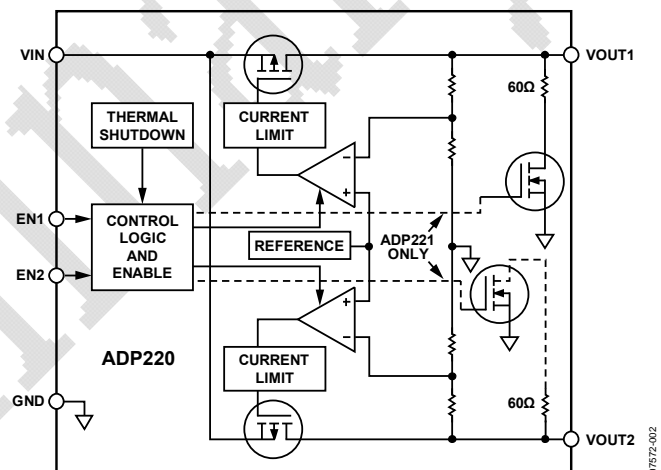 VIN
VOUT1
60Ω
THERMAL
SHUTDOWN
CURRENT
LIMIT
–
+
EN1
CONTROL
LOGIC
AND
ENABLE
REFERENCE
ADP221
ONLY
EN2
+
–
ADP220
CURRENT
LIMIT
GND
60Ω
VOUT2
07572-002